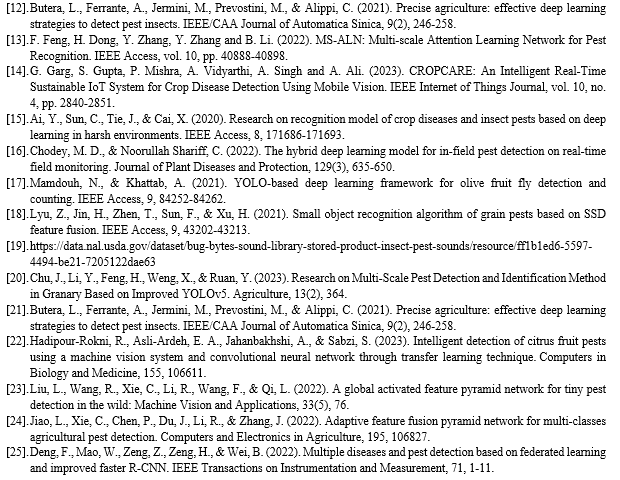 [12].Butera, L., Ferrante, A., Jermini, M., Prevostini, M., & Alippi, C. (2021). Precise agriculture: effective deep learning
strategies to detect pest insects. IEEE/CAA Journal of Automatica Sinica, 9(2), 246-258.
[13].F. Feng, H. Dong, Y. Zhang, Y. Zhang and B. Li. (2022). MS-ALN: Multi-scale Attention Learning Network for Pest
Recognition. IEEE Access, vol. 10, pp. 40888-40898.
[14].G. Garg, S. Gupta, P. Mishra, A. Vidyarthi, A. Singh and A. Ali. (2023). CROPCARE: An Intelligent Real-Time
Sustainable IoT System for Crop Disease Detection Using Mobile Vision. IEEE Internet of Things Journal, vol. 10, no.
4, pp. 2840-2851.
[15].Ai, Y., Sun, C., Tie, J., & Cai, X. (2020). Research on recognition model of crop diseases and insect pests based on deep
learning in harsh environments. IEEE Access, 8, 171686-171693.
[16].Chodey, M. D., & Noorullah Shariff, C. (2022). The hybrid deep learning model for in-field pest detection on real-time
field monitoring. Journal of Plant Diseases and Protection, 129(3), 635-650.
[17].Mamdouh, N., & Khattab, A. (2021). YOLO-based deep learning framework for olive fruit fly detection and
counting. IEEE Access, 9, 84252-84262.
[18].Lyu, Z., Jin, H., Zhen, T., Sun, F., & Xu, H. (2021). Small object recognition algorithm of grain pests based on SSD
feature fusion. IEEE Access, 9, 43202-43213.
[19].https://data.nal.usda.gov/dataset/bug-bytes-sound-library-stored-product-insect-pest-sounds/resource/ff1b1ed6-5597-
4494-be21-7205122dae63
[20].Chu, J., Li, Y., Feng, H., Weng, X., & Ruan, Y. (2023). Research on Multi-Scale Pest Detection and Identification Method
in Granary Based on Improved YOLOv5. Agriculture, 13(2), 364.
[21].Butera, L., Ferrante, A., Jermini, M., Prevostini, M., & Alippi, C. (2021). Precise agriculture: effective deep learning
strategies to detect pest insects. IEEE/CAA Journal of Automatica Sinica, 9(2), 246-258.
[22].Hadipour-Rokni, R., Asli-Ardeh, E. A., Jahanbakhshi, A., & Sabzi, S. (2023). Intelligent detection of citrus fruit pests
using a machine vision system and convolutional neural network through transfer learning technique. Computers in
Biology and Medicine, 155, 106611.
[23].Liu, L., Wang, R., Xie, C., Li, R., Wang, F., & Qi, L. (2022). A global activated feature pyramid network for tiny pest
detection in the wild: Machine Vision and Applications, 33(5), 76.
[24].Jiao, L., Xie, C., Chen, P., Du, J., Li, R., & Zhang, J. (2022). Adaptive feature fusion pyramid network for multi-classes
agricultural pest detection. Computers and Electronics in Agriculture, 195, 106827.
[25].Deng, F., Mao, W., Zeng, Z., Zeng, H., & Wei, B. (2022). Multiple diseases and pest detection based on federated learning
and improved faster R-CNN. IEEE Transactions on Instrumentation and Measurement, 71, 1-11.